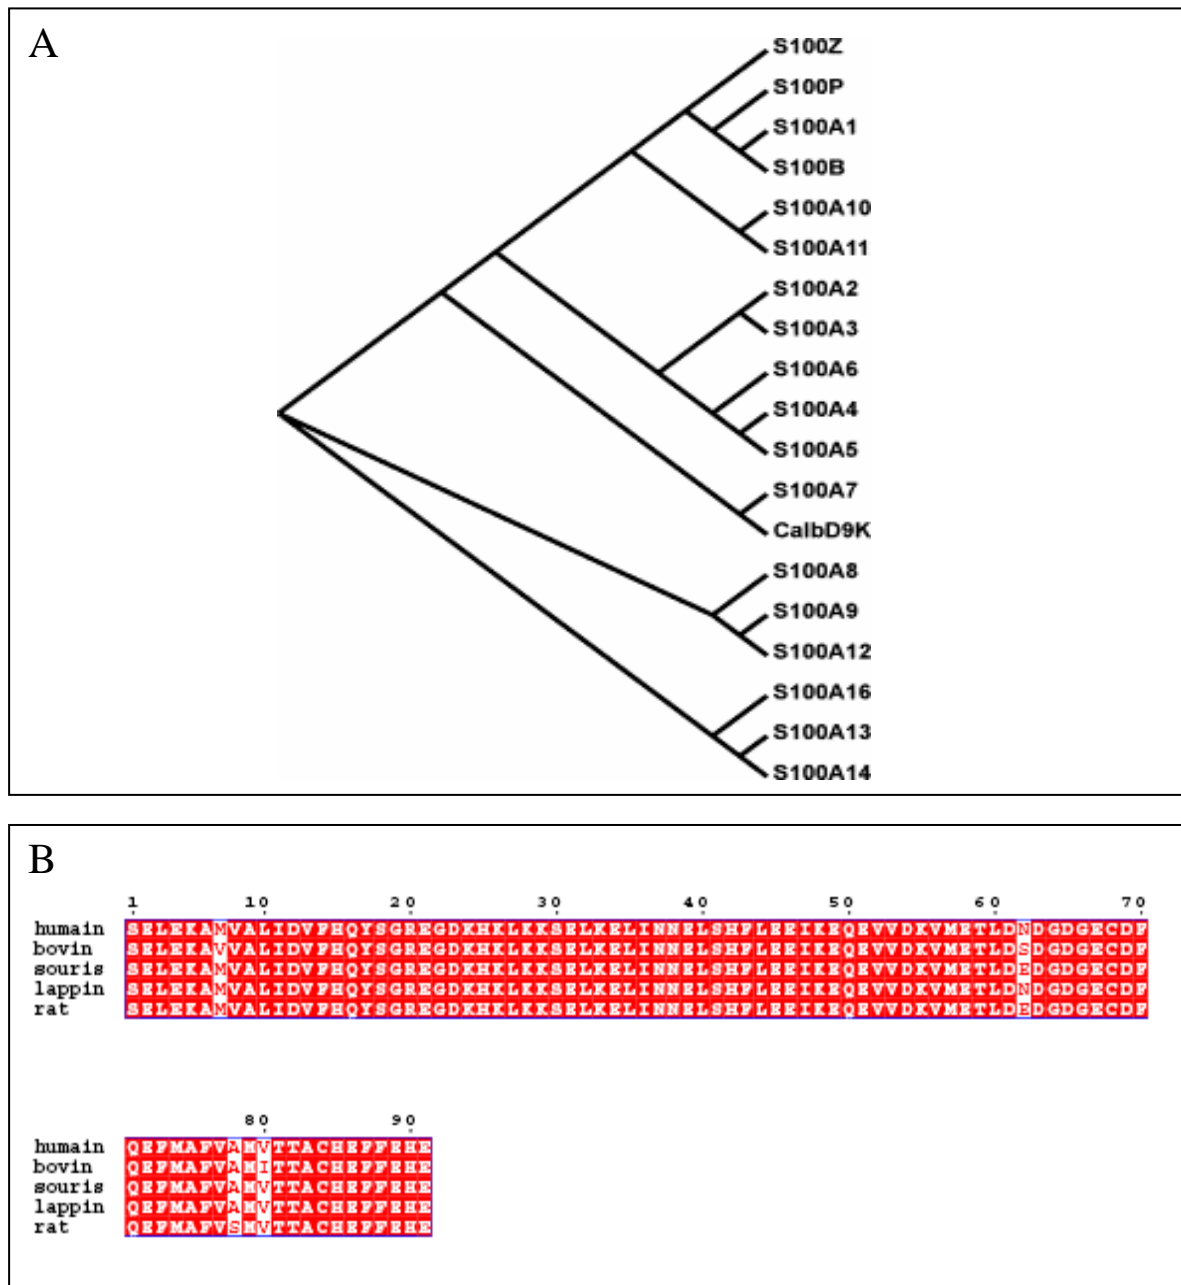 A
S100Z
S100P
S100A1
S100B
S100A10
S100A11
S100A2
S100A3
S100A6
S100A4
S100A5
S100A7
CalbD9K
S100A8
S100A9
S100A12
S100A16
S100A13
S100A14
B
1 10 20 30 40 50 60 70
humain SELEKAMVALIDVFHQYSGREGDKHKLKKSELKELINNELSHFLEEIKEQEVVDKVMETLDNDGDGECDF
bovin SELEKAVVALIDVFHQYSGREGDKHKLKKSELKELINNELSHFLEEIKEQEVVDKVMETLDSDGDGECDF
souris SELEKAMVALIDVFHQYSGREGDKHKLKKSELKELINNELSHFLEEIKEQEVVDKVMETLDEDGDGECDF
lappin SELEKAMVALIDVFHQYSGREGDKHKLKKSELKELINNELSHFLEEIKEQEVVDKVMETLDNDGDGECDF
rat SELEKAMVALIDVFHQYSGREGDKHKLKKSELKELINNELSHFLEEIKEQEVVDKVMETLDEDGDGECDF
80 90
humain QEFMAFVAMVTTACHEFFEHE
bovin QEFMAFVAMITTACHEFFEHE
souris QEFMAFVAMVTTACHEFFEHE
lappin QEFMAFVAMVTTACHEFFEHE
rat QEFMAFVSMVTTACHEFFEHE